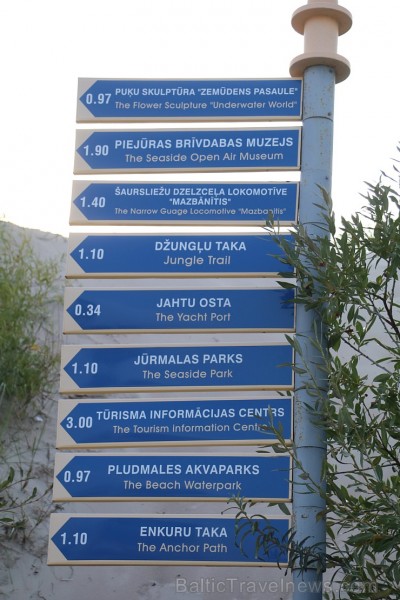 0.97 PUĶU SKULPTŪRA "ZEMŪDENS PASAULE"
The Flower Sculpture "Underwater World"
1.90 PIEJŪRAS BRĪVDABAS MUZEJS
The Seaside Open Air Museum
ŠAURSLIEŽU DZELZCEĻA LOKOMOTĪVE
1.40 "MAZBĀNĪTIS"
The Narrow Guage Locomotive "Mazbanitis"
1.10 DŽUNGĻU TAKA
Jungle Trail
0.34 JAHTU OSTA
The Yacht Port
1.10 JŪRMALAS PARKS
The Seaside Park
3.00 TŪRISMA INFORMĀCIJAS CENTRS
The Tourism Information Centre
0.97 PLUDMALES AKVAPARKS
The Beach Waterpark
1.10 ENKURU TAKA
The Anchor Path
BalticTravelNews.com